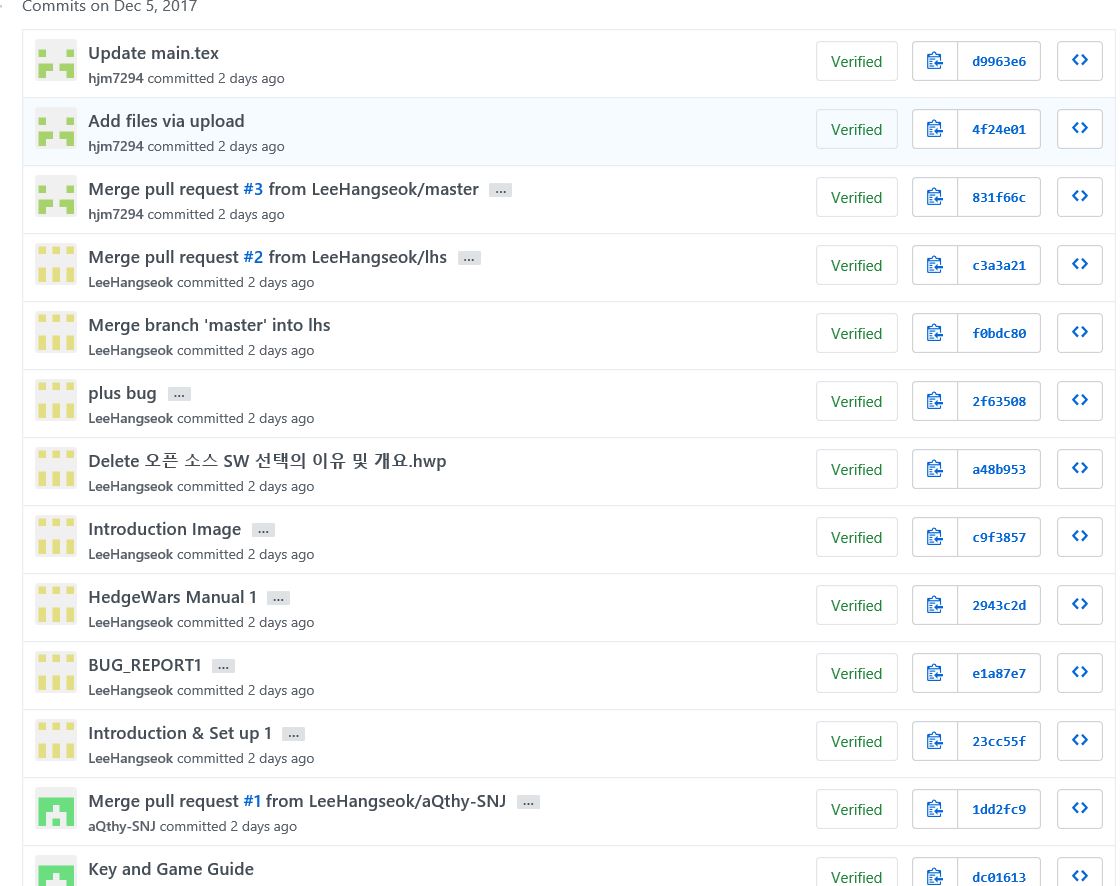 Commits on Dec 5, 2017
Update main.tex
hjm7294 committed 2 days ago
Verified
d9963e6
Add files via upload
hjm7294 committed 2 days ago
Verified
4f24e01
Merge pull request #3 from LeeHangseok/master ...
hjm7294 committed 2 days ago
Verified
831f66c
Merge pull request #2 from LeeHangseok/lhs ...
LeeHangseok committed 2 days ago
Verified
c3a3a21
Merge branch 'master' into lhs
LeeHangseok committed 2 days ago
Verified
f0bdc80
plus bug ...
LeeHangseok committed 2 days ago
Verified
2f63508
Delete 오픈 소스 SW 선택의 이유 및 개요.hwp
LeeHangseok committed 2 days ago
Verified
a48b953
Introduction Image ...
LeeHangseok committed 2 days ago
Verified
c9f3857
HedgeWars Manual 1 ...
LeeHangseok committed 2 days ago
Verified
2943c2d
BUG_REPORT1 ...
LeeHangseok committed 2 days ago
Verified
e1a87e7
Introduction & Set up 1 ...
LeeHangseok committed 2 days ago
Verified
23cc55f
Merge pull request #1 from LeeHangseok/aQthy-SNJ ...
aQthy-SNJ committed 2 days ago
Verified
1dd2fc9
Key and Game Guide
Verified
dc01613